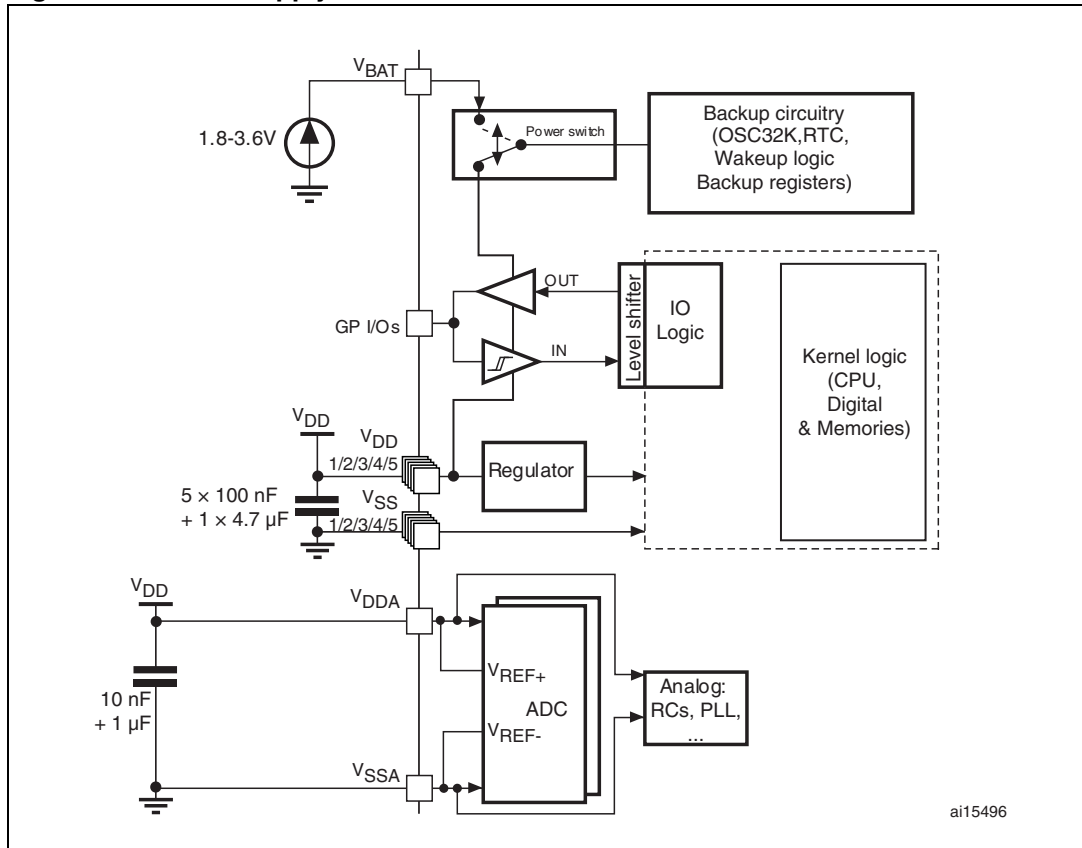 VBAT
1.8-3.6V
Power switch
Backup circuitry
(OSC32K,RTC,
Wakeup logic
Backup registers)
GP I/Os
OUT
IN
Level shifter
IO
Logic
Kernel logic
(CPU,
Digital
& Memories)
VDD
VDD
1/2/3/4/5
Regulator
5 × 100 nF
+ 1 × 4.7 µF
VSS
1/2/3/4/5
VDD
VDDA
10 nF
+ 1 µF
VREF+
ADC
VREF-
Analog:
RCs, PLL,
...
VSSA
ai15496